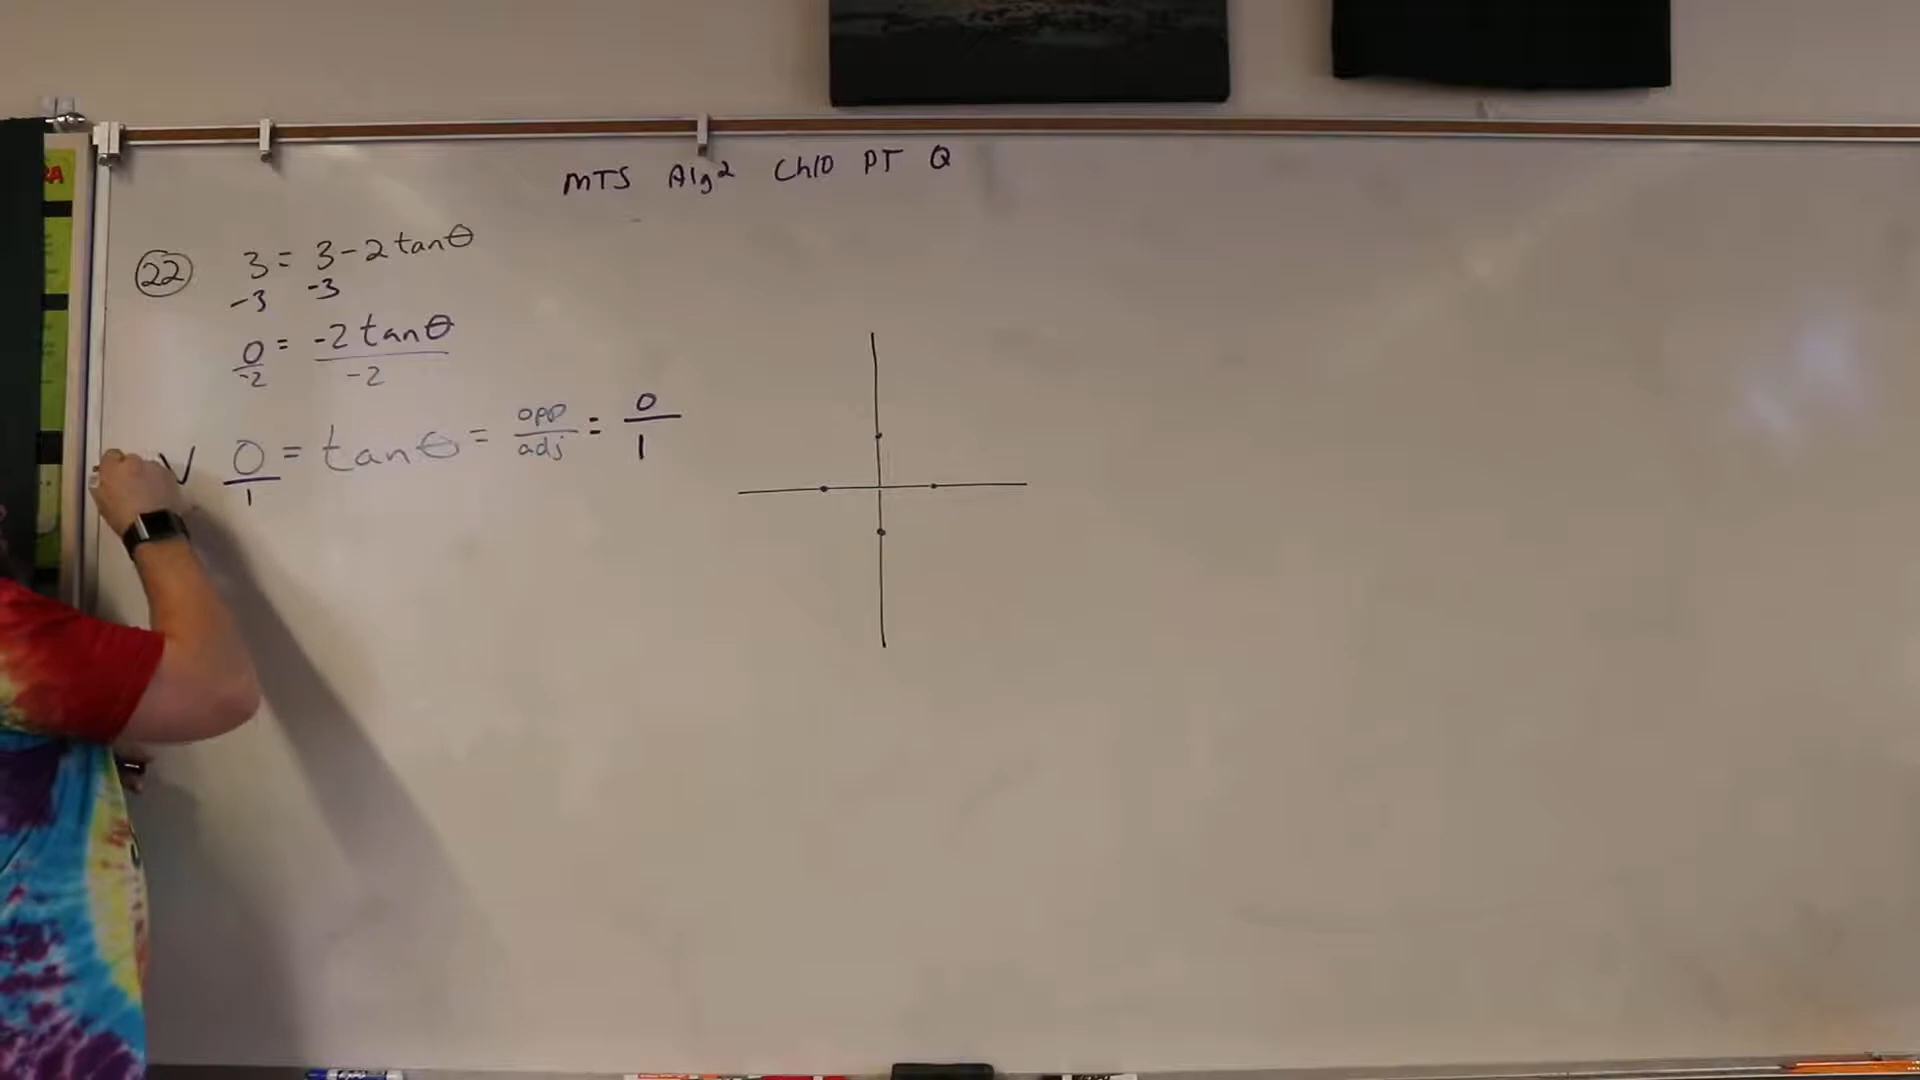 MTS Alg2 Ch10 PT Q
22 3 = 3 - 2 tanθ
-3 -3
0/-2 = -2 tanθ/-2
0/1 = tanθ = opp/adj = 0/1